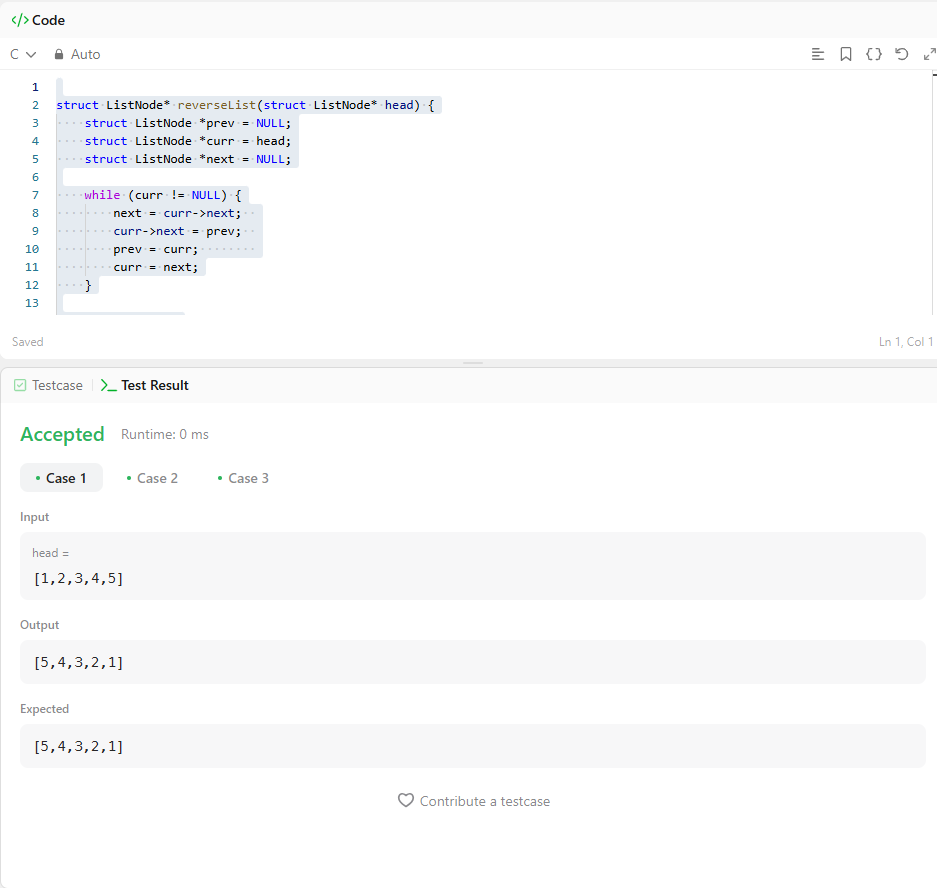 </> Code
C Auto
1
2 struct ListNode* reverseList(struct ListNode* head) {
3     struct ListNode *prev = NULL;
4     struct ListNode *curr = head;
5     struct ListNode *next = NULL;
6
7     while (curr != NULL) {
8         next = curr->next;
9         curr->next = prev;
10         prev = curr;
11         curr = next;
12     }
13
Saved Ln 1, Col 1
Testcase >_ Test Result
Accepted Runtime: 0 ms
Case 1 Case 2 Case 3
Input
head =
[1,2,3,4,5]
Output
[5,4,3,2,1]
Expected
[5,4,3,2,1]
Contribute a testcase